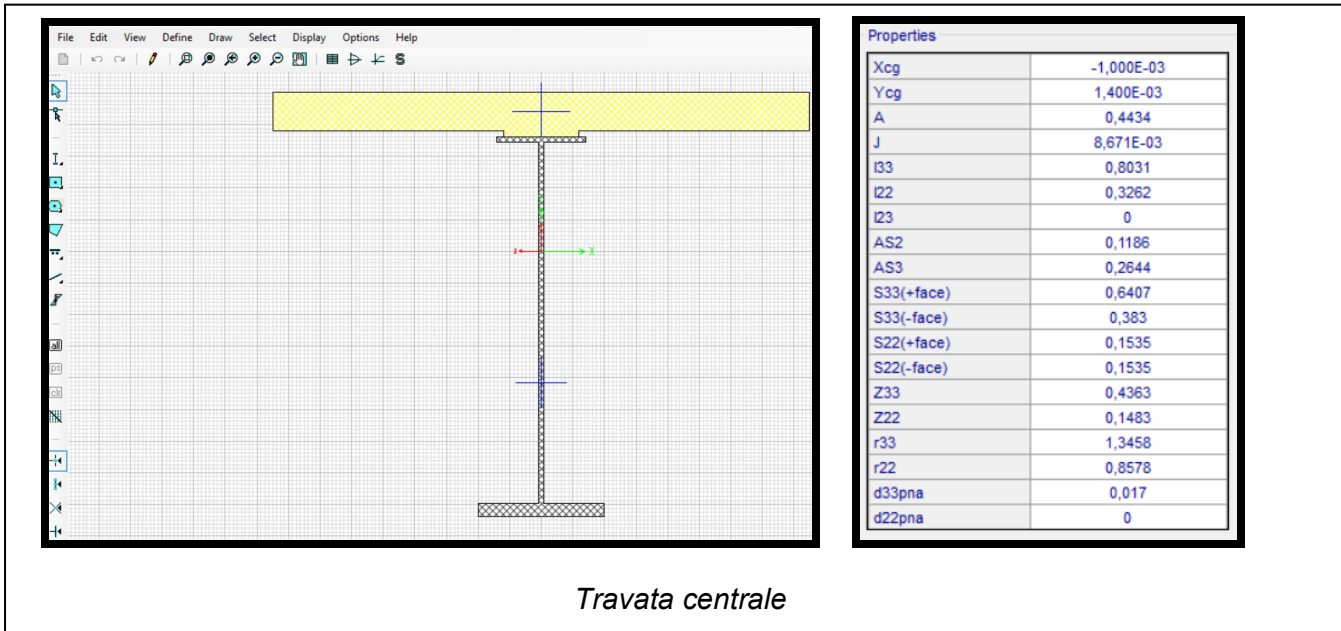 File Edit View Define Draw Select Display Options Help
Properties
Xcg -1,000E-03
Ycg 1,400E-03
A 0,4434
J 8,671E-03
I33 0,8031
I22 0,3262
I23 0
AS2 0,1186
AS3 0,2644
S33(+face) 0,6407
S33(-face) 0,383
S22(+face) 0,1535
S22(-face) 0,1535
Z33 0,4363
Z22 0,1483
r33 1,3458
r22 0,8578
d33pna 0,017
d22pna 0
X
all
clr
Travata centrale